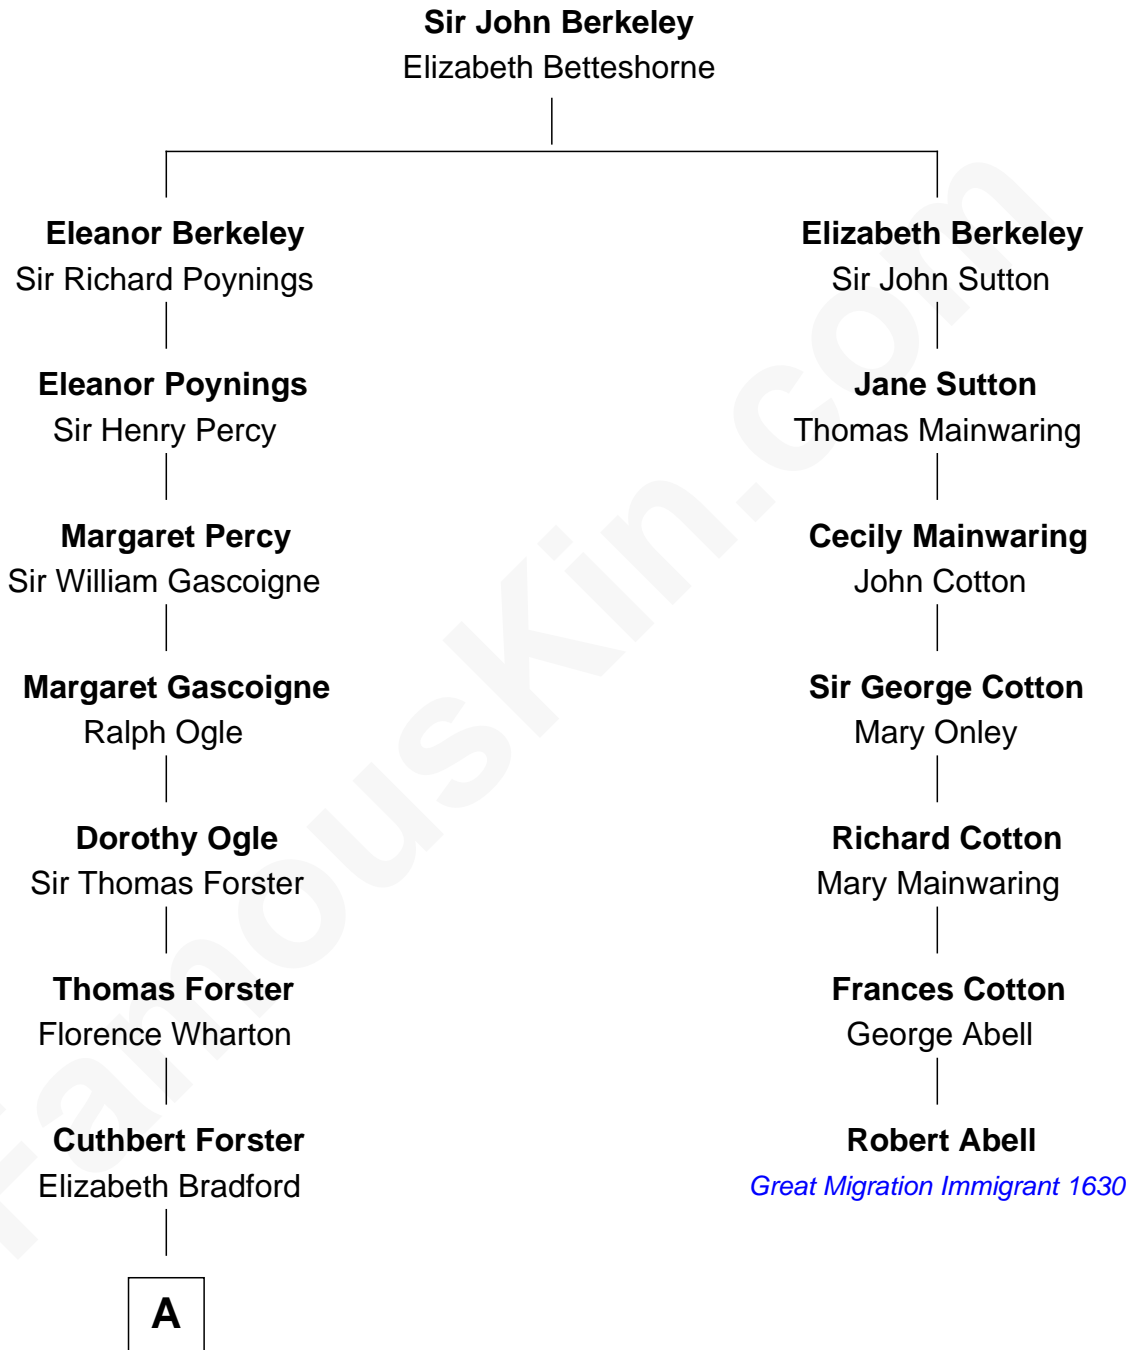 Sir John Berkeley
Elizabeth Betteshorne
Eleanor Berkeley
Sir Richard Poynings
Elizabeth Berkeley
Sir John Sutton
Eleanor Poynings
Sir Henry Percy
Jane Sutton
Thomas Mainwaring
Margaret Percy
Sir William Gascoigne
Cecily Mainwaring
John Cotton
Margaret Gascoigne
Ralph Ogle
Sir George Cotton
Mary Onley
Dorothy Ogle
Sir Thomas Forster
Richard Cotton
Mary Mainwaring
Thomas Forster
Florence Wharton
Frances Cotton
George Abell
Cuthbert Forster
Elizabeth Bradford
Robert Abell
Great Migration Immigrant 1630
A
FamousKin.com